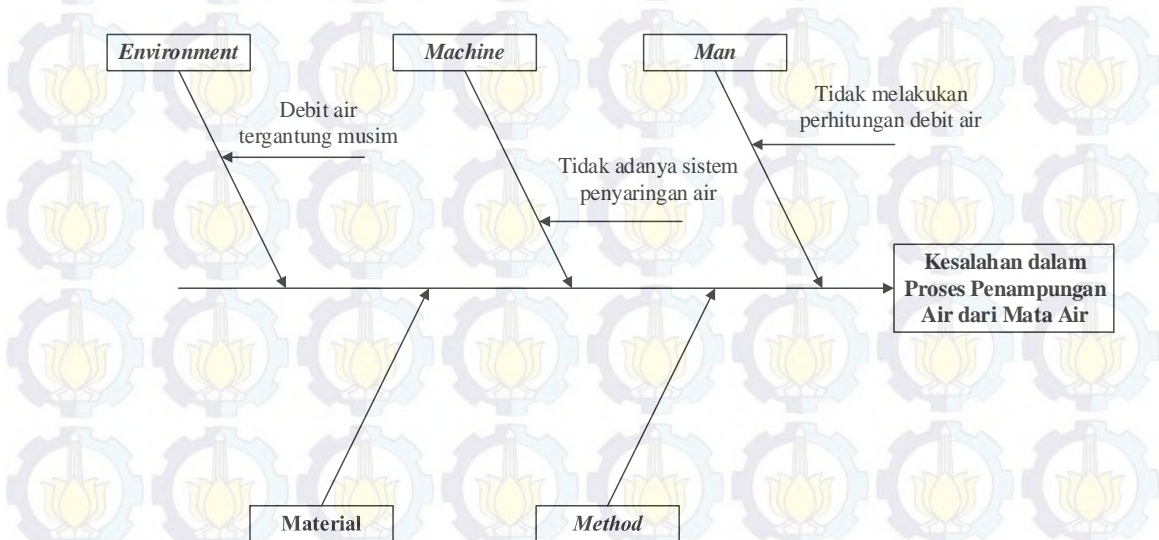 Environment
Machine
Man
Debit air
tergantung musim
Tidak adanya sistem
penyaringan air
Tidak melakukan
perhitungan debit air
Kesalahan dalam
Proses Penampungan
Air dari Mata Air
Material
Method